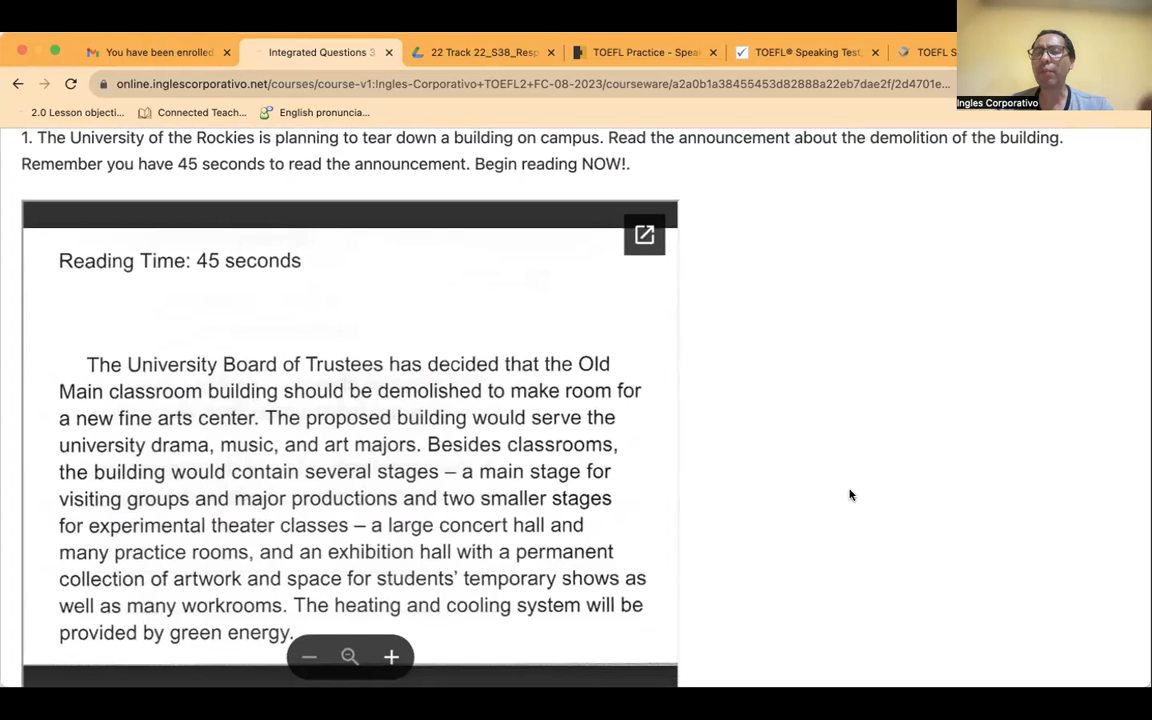 You have been enrolled
Integrated Questions 3.
22 Track 22_S38_Resp
TOEFL Practice - Spea
TOEFL® Speaking Test,
TOEFL S
online.inglescorporativo.net/courses/course-v1:Ingles-Corporativo+TOEFL2+FC-08-2023/courseware/a2a0b1a38455453d82888a22eb7dae2f/2d4701e...
Ingles Corporativo
2.0 Lesson objecti...
Connected Teach...
English pronuncia...
1. The University of the Rockies is planning to tear down a building on campus. Read the announcement about the demolition of the building.
Remember you have 45 seconds to read the announcement. Begin reading NOW!.
Reading Time: 45 seconds
The University Board of Trustees has decided that the Old
Main classroom building should be demolished to make room for
a new fine arts center. The proposed building would serve the
university drama, music, and art majors. Besides classrooms,
the building would contain several stages – a main stage for
visiting groups and major productions and two smaller stages
for experimental theater classes – a large concert hall and
many practice rooms, and an exhibition hall with a permanent
collection of artwork and space for students' temporary shows as
well as many workrooms. The heating and cooling system will be
provided by green energy.